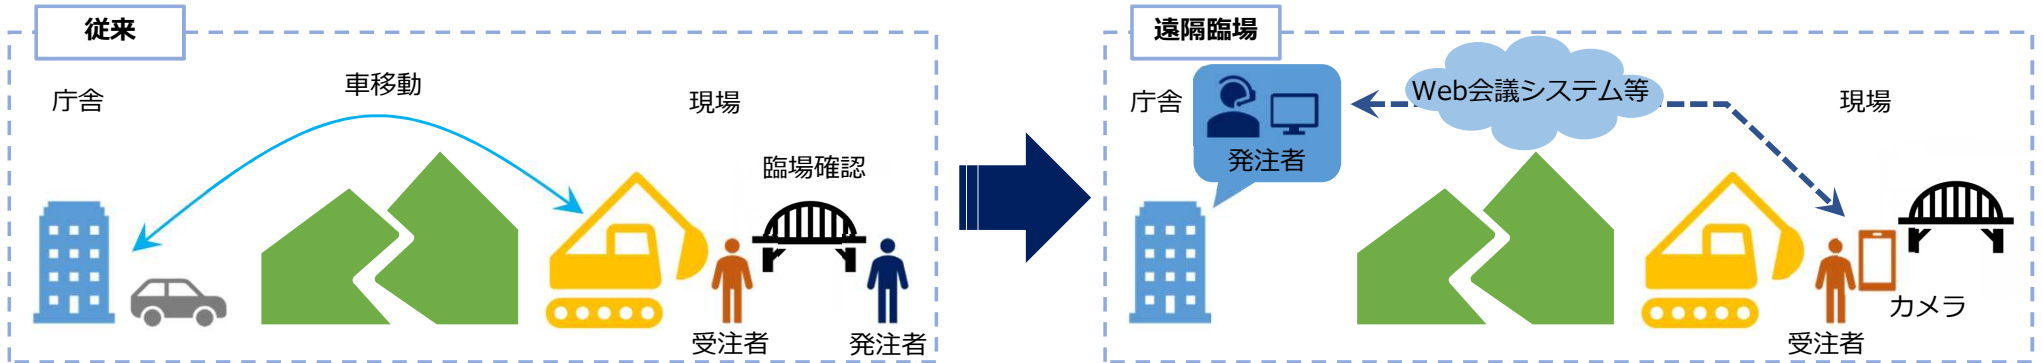 従来
庁舎
車移動
現場
臨場確認
受注者
発注者
遠隔臨場
庁舎
発注者
Web会議システム等
現場
カメラ
受注者